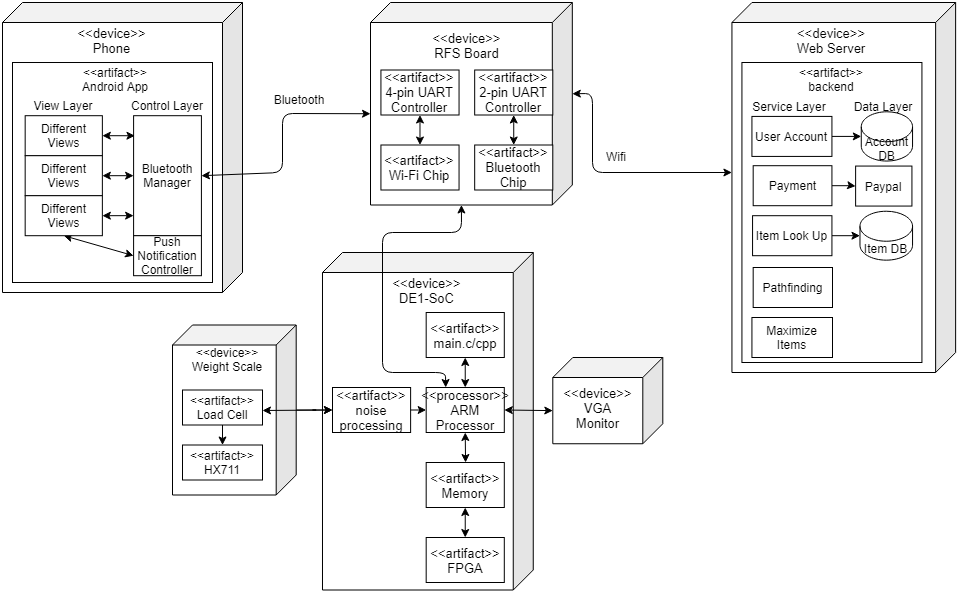 <<device>>
Phone
<<artifact>>
Android App
View Layer
Control Layer
Different
Views
Different
Views
Different
Views
Bluetooth
Manager
Push
Notification
Controller
Bluetooth
<<device>>
RFS Board
<<artifact>>
4-pin UART
Controller
<<artifact>>
2-pin UART
Controller
<<artifact>>
Wi-Fi Chip
<<artifact>>
Bluetooth
Chip
Wifi
<<device>>
Web Server
<<artifact>>
backend
Service Layer
Data Layer
User Account
Account
DB
Payment
Paypal
Item Look Up
Item DB
Pathfinding
Maximize
Items
<<device>>
DE1-SoC
<<artifact>>
main.c/cpp
<<artifact>>
noise
processing
<<processor>>
ARM
Processor
<<artifact>>
Memory
<<artifact>>
FPGA
<<device>>
Weight Scale
<<artifact>>
Load Cell
<<artifact>>
HX711
<<device>>
VGA
Monitor